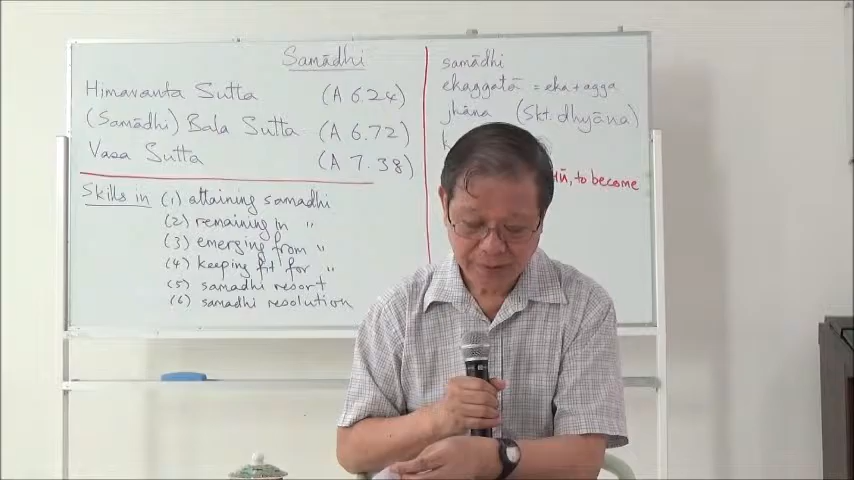 Samādhi
Himavanta Sutta (A 6.24)
(Samādhi) Bala Sutta (A 6.72)
Vasa Sutta (A 7.38)
Skills in (1) attaining samadhi
(2) remaining in "
(3) emerging from "
(4) keeping fit for "
(5) samadhi resort
(6) samadhi resolution
samādhi
ekaggatā = eka + agga
jhāna (Skt. dhyāna)
to become